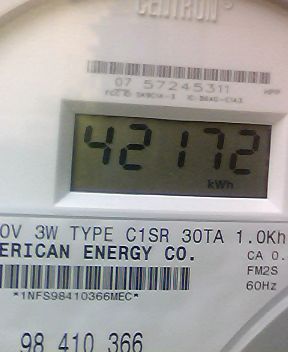 CENTRON®
07 57245311
42172
kWh
0V 3W TYPE C1SR 30TA 1.0Kh
ERICAN ENERGY CO.
CA 0.
FM2S
60Hz
*1NFS98410366MEC*
98 410 366